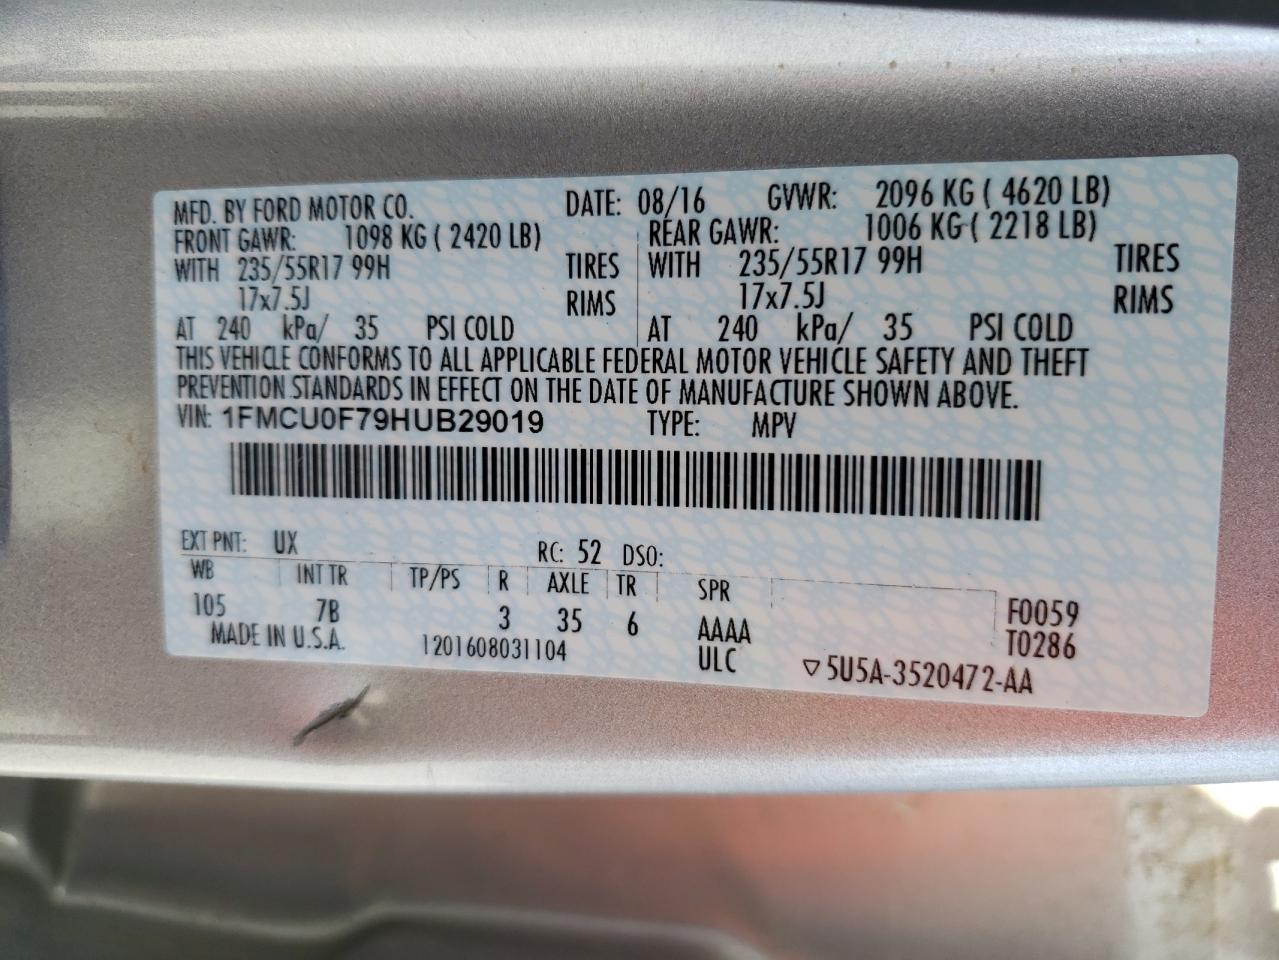 MFD. BY FORD MOTOR CO. DATE: 08/16 GVWR: 2096 KG ( 4620 LB)
FRONT GAWR: 1098 KG ( 2420 LB) REAR GAWR: 1006 KG ( 2218 LB)
WITH 235/55R17 99H TIRES WITH 235/55R17 99H TIRES
17x7.5J RIMS 17x7.5J RIMS
AT 240 kPa/ 35 PSI COLD AT 240 kPa/ 35 PSI COLD
THIS VEHICLE CONFORMS TO ALL APPLICABLE FEDERAL MOTOR VEHICLE SAFETY AND THEFT
PREVENTION STANDARDS IN EFFECT ON THE DATE OF MANUFACTURE SHOWN ABOVE.
VIN: 1FMCU0F79HUB29019 TYPE: MPV
EXT PNT: UX RC: 52 DSO:
WB INT TR TP/PS R AXLE TR SPR
105 7B 3 35 6 AAAA F0059
MADE IN U.S.A. 1201608031104 ULC T0286
▽5U5A-3520472-AA